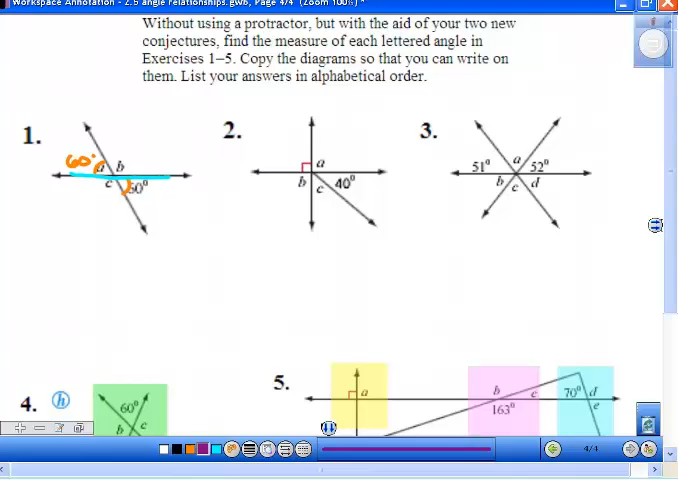 Workspace Annotation - 2.5 angle relationships.gwb, Page 4/4 (Zoom 100%) *
Without using a protractor, but with the aid of your two new
conjectures, find the measure of each lettered angle in
Exercises 1–5. Copy the diagrams so that you can write on
them. List your answers in alphabetical order.
1.
60°
a b
c 60°
2.
a
b c 40°
3.
51° a 52°
b c d
4. h
60°
b c
5.
a
b c
163°
70° d
e
4/4